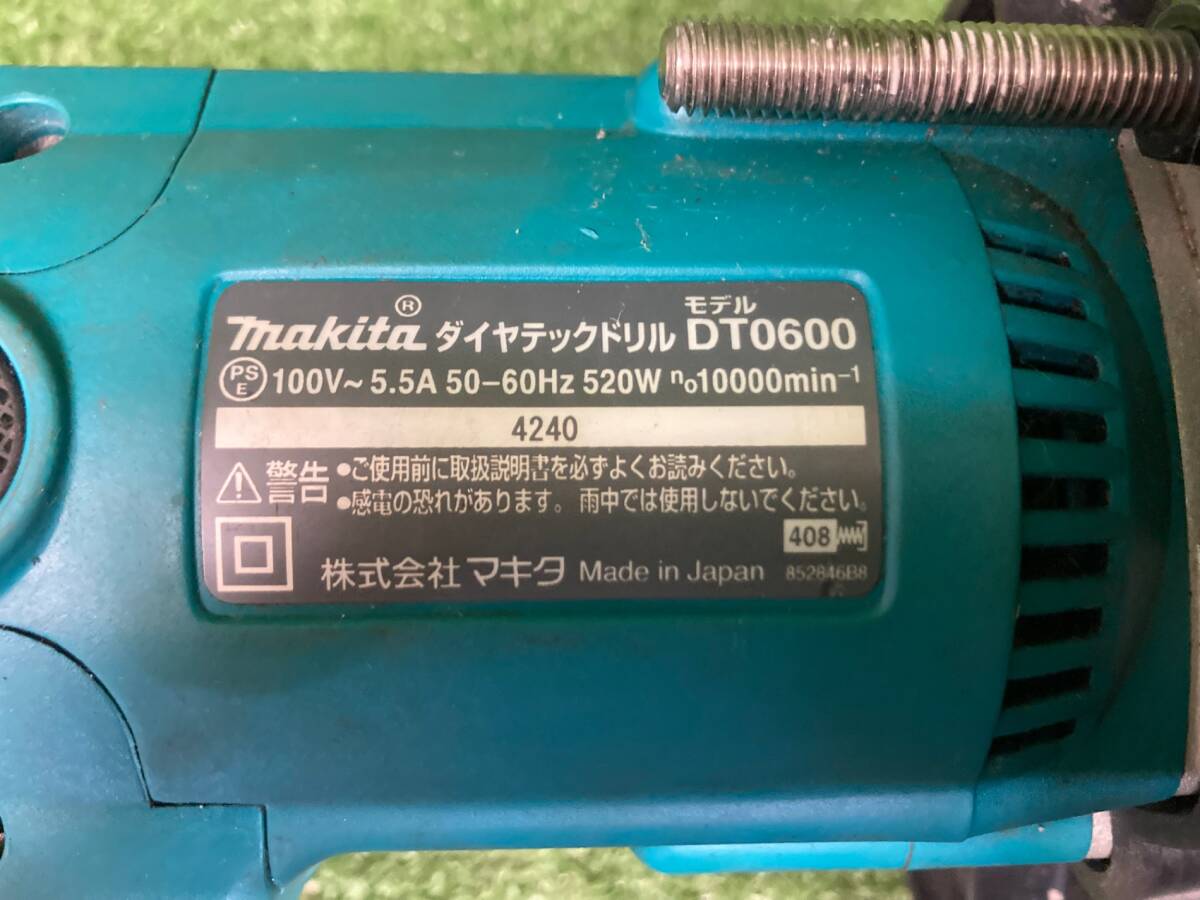 makita® ダイヤテックドリル モデル DT0600
PSE 100V~ 5.5A 50-60Hz 520W n₀10000min⁻¹
4240
警告 •ご使用前に取扱説明書を必ずよくお読みください。
•感電の恐れがあります。雨中では使用しないでください。
408
株式会社 マキタ Made in Japan 852846B8